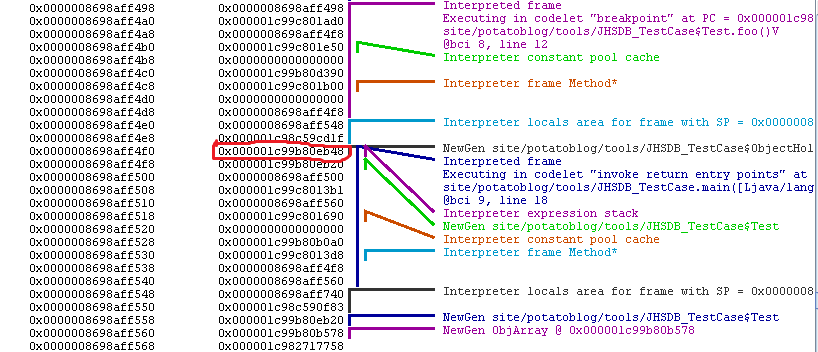 0x0000008698aff498 0x0000008698aff498 Interpreted frame
0x0000008698aff4a0 0x000001c99c801ad0 Executing in codelet "breakpoint" at PC = 0x000001c98
0x0000008698aff4a8 0x0000008698aff4f8 site/potatoblog/tools/JHSDB_TestCase$Test.foo()V
0x0000008698aff4b0 0x000001c99c801e50 @bci 8, line 12
0x0000008698aff4b8 0x0000000000000000 Interpreter constant pool cache
0x0000008698aff4c0 0x000001c99b80d390
0x0000008698aff4c8 0x000001c99c801b00 Interpreter frame Method*
0x0000008698aff4d0 0x0000000000000000
0x0000008698aff4d8 0x0000008698aff4f8
0x0000008698aff4e0 0x0000008698aff548 Interpreter locals area for frame with SP = 0x0000008
0x0000008698aff4e8 0x000001c98c59cd1f
0x0000008698aff4f0 0x000001c99b80eb48 NewGen site/potatoblog/tools/JHSDB_TestCase$ObjectHol
0x0000008698aff4f8 0x000001c99b80eb20 Interpreted frame
0x0000008698aff500 0x0000008698aff500 Executing in codelet "invoke return entry points" at
0x0000008698aff508 0x000001c99c8013b1 site/potatoblog/tools/JHSDB_TestCase.main([Ljava/lang
0x0000008698aff510 0x0000008698aff560 @bci 9, line 18
0x0000008698aff518 0x000001c99c801690 Interpreter expression stack
0x0000008698aff520 0x0000000000000000 NewGen site/potatoblog/tools/JHSDB_TestCase$Test
0x0000008698aff528 0x000001c99b80b0a0 Interpreter constant pool cache
0x0000008698aff530 0x000001c99c8013d8 Interpreter frame Method*
0x0000008698aff538 0x0000008698aff4f8
0x0000008698aff540 0x0000008698aff560
0x0000008698aff548 0x0000008698aff740 Interpreter locals area for frame with SP = 0x0000008
0x0000008698aff550 0x000001c98c590f83
0x0000008698aff558 0x000001c99b80eb20 NewGen site/potatoblog/tools/JHSDB_TestCase$Test
0x0000008698aff560 0x000001c99b80b578 NewGen ObjArray @ 0x000001c99b80b578
0x0000008698aff568 0x000001c982717758